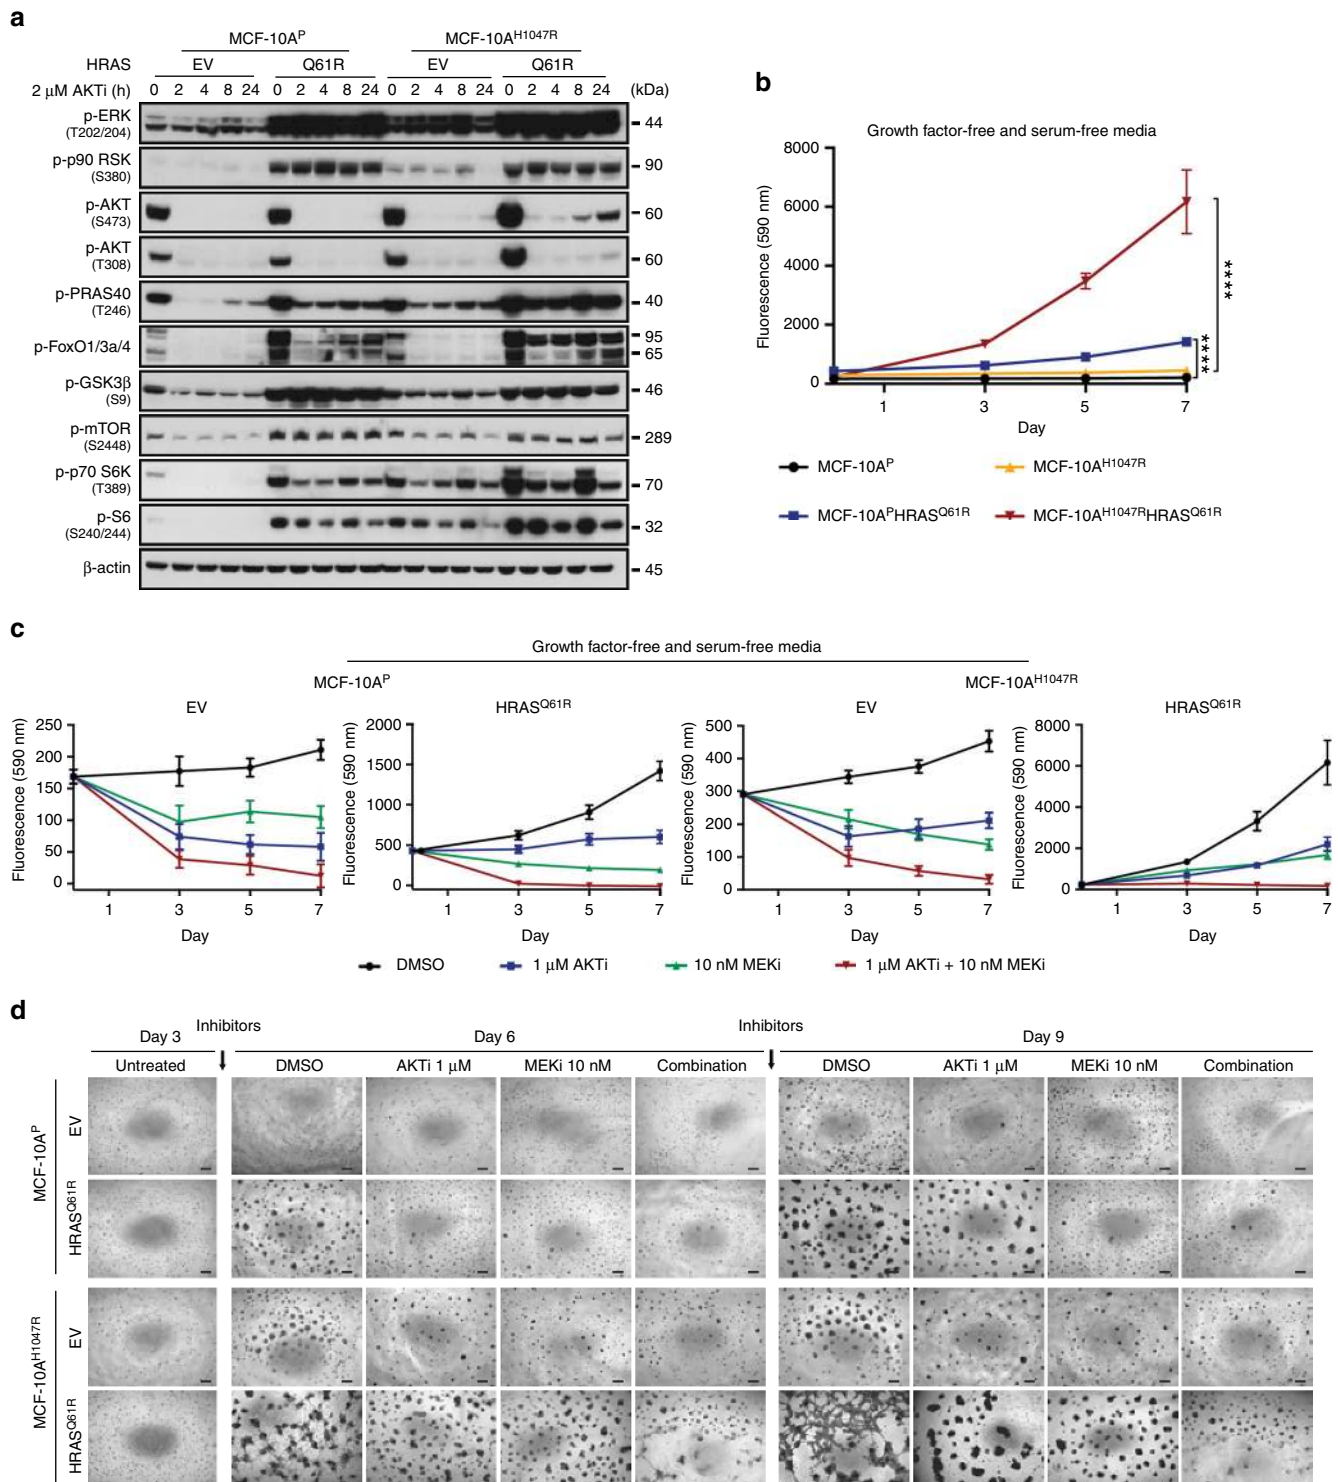 a
MCF-10AP MCF-10AH1047R
HRAS EV Q61R EV Q61R
2 μM AKTi (h) 0 2 4 8 24 0 2 4 8 24 0 2 4 8 24 0 2 4 8 24 (kDa)
p-ERK
(T202/204) 44
p-p90 RSK
(S380) 90
p-AKT
(S473) 60
p-AKT
(T308) 60
p-PRAS40
(T246) 40
p-FoxO1/3a/4 95
65
p-GSK3β
(S9) 46
p-mTOR
(S2448) 289
p-p70 S6K
(T389) 70
p-S6
(S240/244) 32
β-actin 45
b
Growth factor-free and serum-free media
Fluorescence (590 nm)
8000
6000
4000
2000
0
1 3 5 7
Day
****
****
MCF-10AP MCF-10AH1047R
MCF-10APHRASQ61R MCF-10AH1047RHRASQ61R
c
Growth factor-free and serum-free media
MCF-10AP MCF-10AH1047R
EV HRASQ61R EV HRASQ61R
Fluorescence (590 nm)
250
200
150
100
50
0
1 3 5 7
Day
Fluorescence (590 nm)
2000
1500
1000
500
0
1 3 5 7
Day
Fluorescence (590 nm)
500
400
300
200
100
0
1 3 5 7
Day
Fluorescence (590 nm)
8000
6000
4000
2000
0
1 3 5 7
Day
DMSO 1 μM AKTi 10 nM MEKi 1 μM AKTi + 10 nM MEKi
d
Day 3 Inhibitors Day 6 Inhibitors Day 9
Untreated DMSO AKTi 1 μM MEKi 10 nM Combination DMSO AKTi 1 μM MEKi 10 nM Combination
MCF-10AP
EV
HRASQ61R
MCF-10AH1047R
EV
HRASQ61R